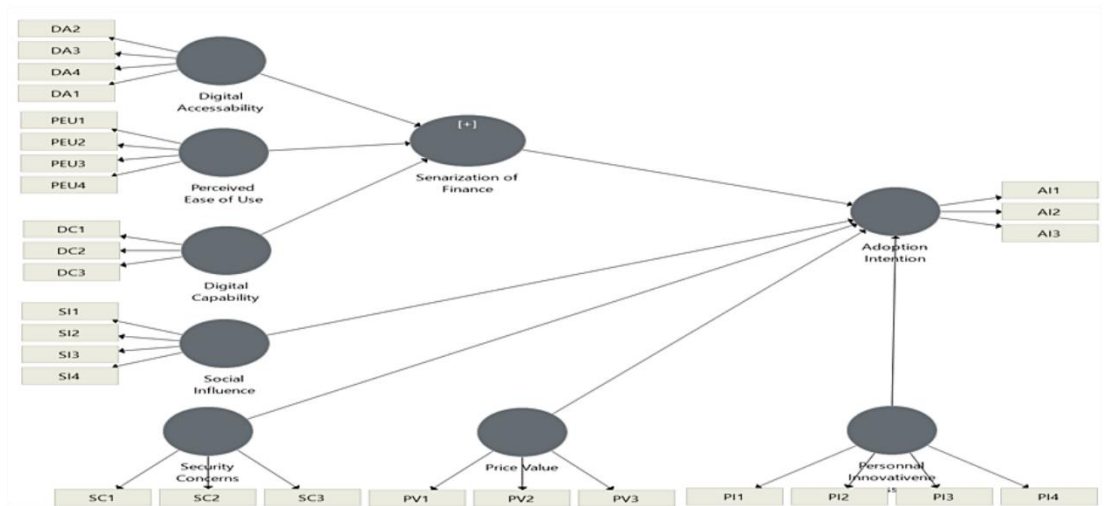 DA2
DA3
DA4
DA1
Digital
Accessability
PEU1
PEU2
PEU3
PEU4
Perceived
Ease of Use
[+]
Senarization of
Finance
DC1
DC2
DC3
Digital
Capability
AI1
AI2
AI3
Adoption
Intention
SI1
SI2
SI3
SI4
Social
Influence
Security
Concerns
SC1
SC2
SC3
Price Value
PV1
PV2
PV3
Personnal
Innovativene
ss
PI1
PI2
PI3
PI4